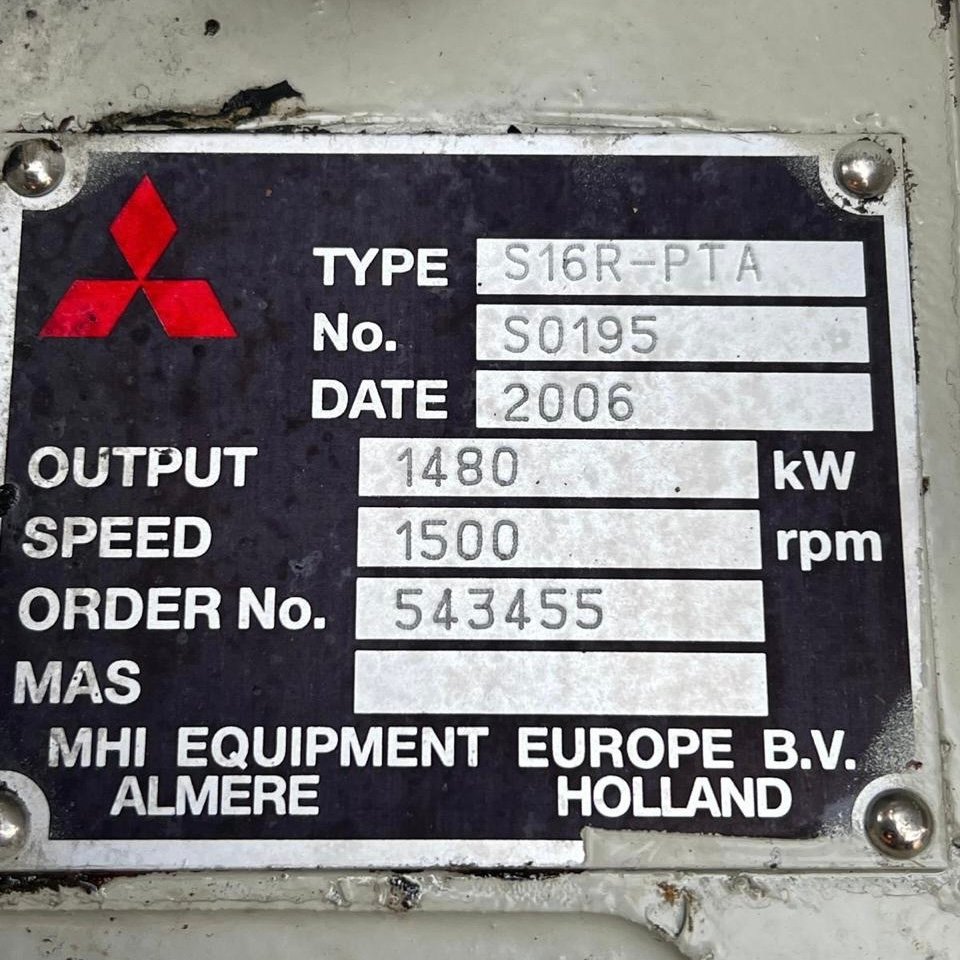 TYPE S16R-PTA
No. S0195
DATE 2006
OUTPUT 1480 kW
SPEED 1500 rpm
ORDER No. 543455
MAS
MHI EQUIPMENT EUROPE B.V.
ALMERE HOLLAND